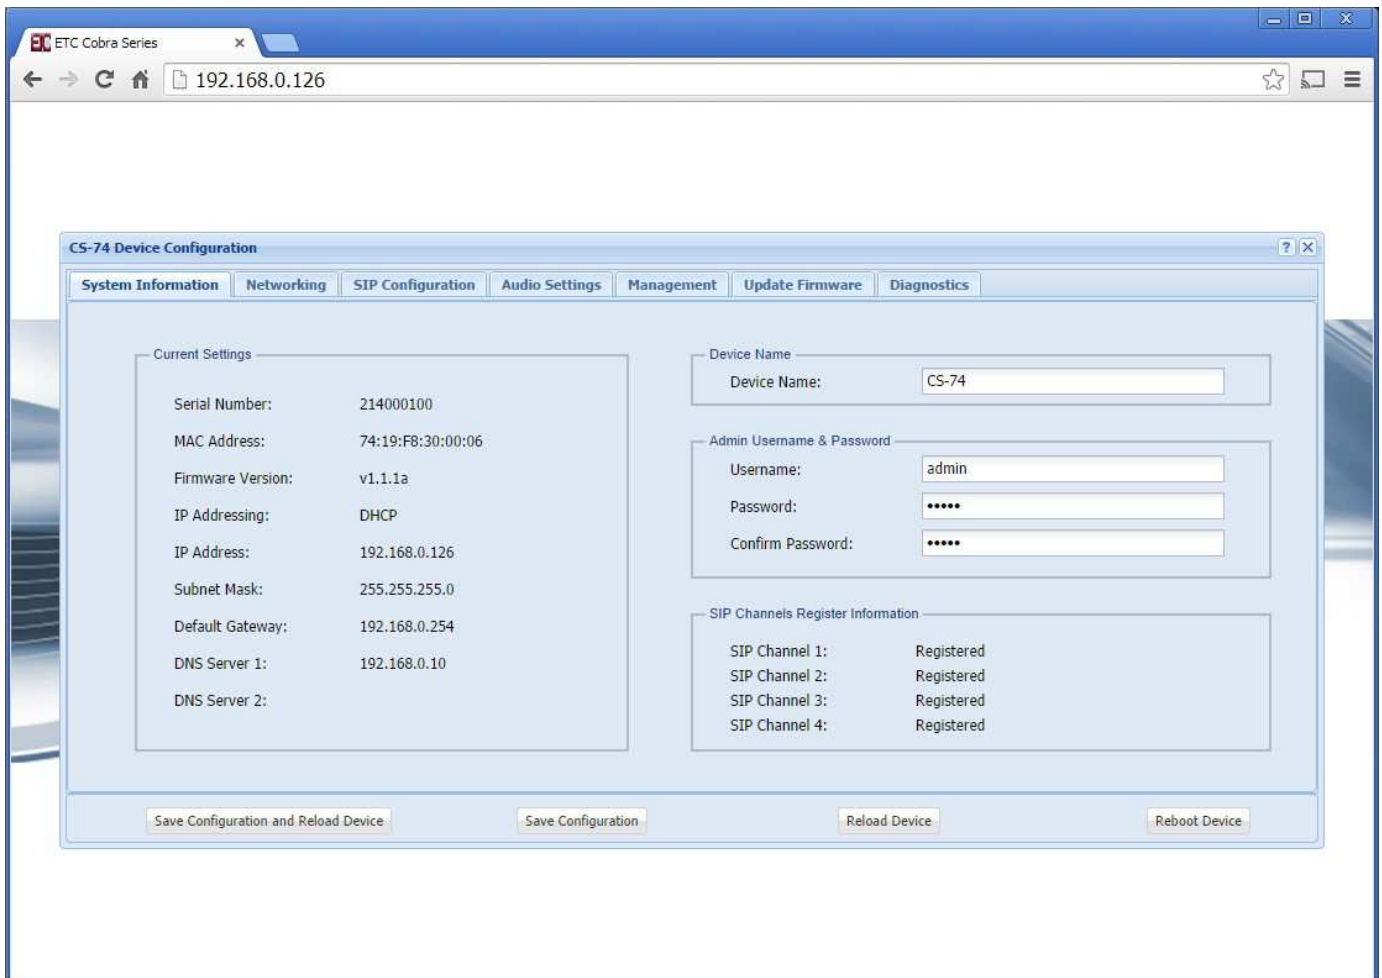 ETC Cobra Series
192.168.0.126
CS-74 Device Configuration
System Information Networking SIP Configuration Audio Settings Management Update Firmware Diagnostics
Current Settings
Serial Number: 214000100
MAC Address: 74:19:F8:30:00:06
Firmware Version: v1.1.1a
IP Addressing: DHCP
IP Address: 192.168.0.126
Subnet Mask: 255.255.255.0
Default Gateway: 192.168.0.254
DNS Server 1: 192.168.0.10
DNS Server 2:
Device Name
Device Name: CS-74
Admin Username & Password
Username: admin
Password: •••••
Confirm Password: •••••
SIP Channels Register Information
SIP Channel 1: Registered
SIP Channel 2: Registered
SIP Channel 3: Registered
SIP Channel 4: Registered
Save Configuration and Reload Device Save Configuration Reload Device Reboot Device